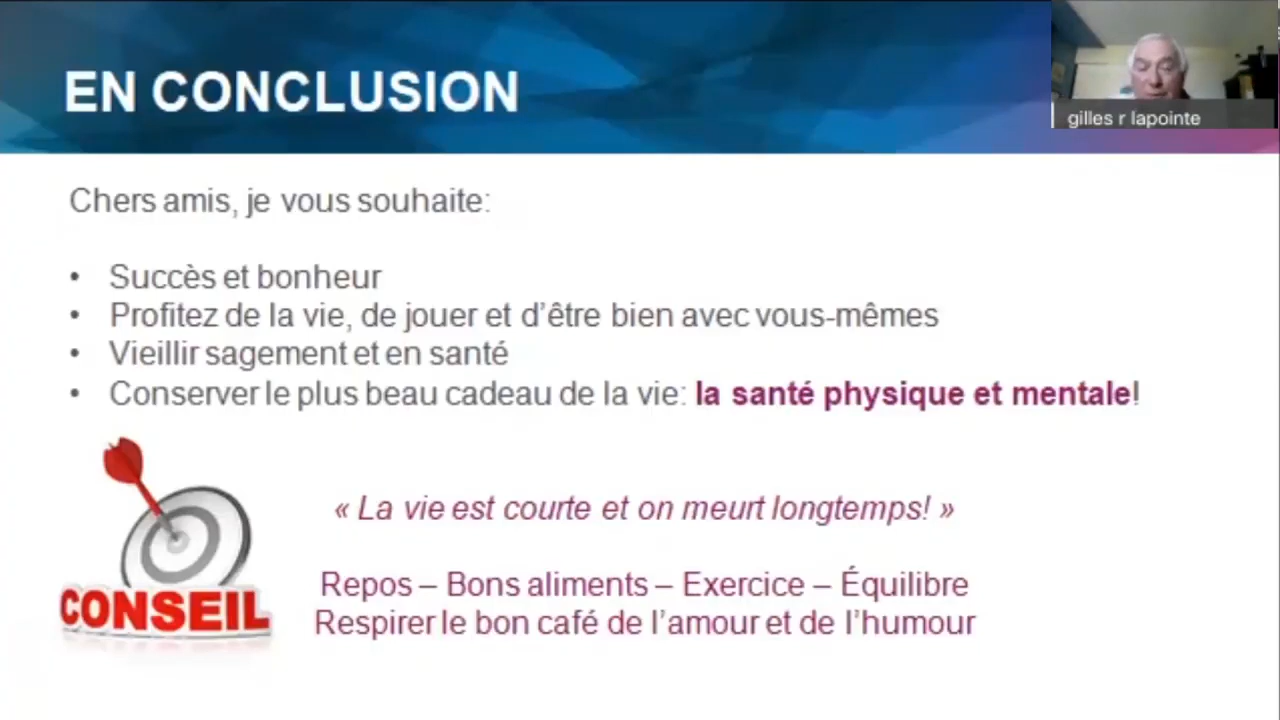 EN CONCLUSION
gilles r lapointe
Chers amis, je vous souhaite:
• Succès et bonheur
• Profitez de la vie, de jouer et d’être bien avec vous-mêmes
• Vieillir sagement et en santé
• Conserver le plus beau cadeau de la vie: la santé physique et mentale!
« La vie est courte et on meurt longtemps! »
Repos – Bons aliments – Exercice – Équilibre
Respirer le bon café de l’amour et de l’humour
CONSEIL